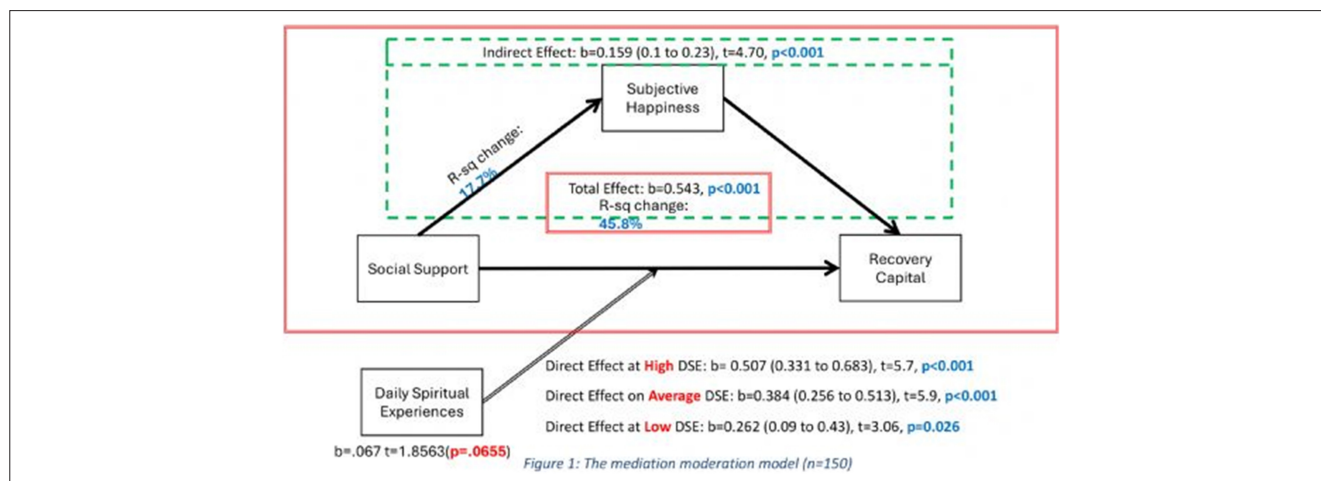 Indirect Effect: b=0.159 (0.1 to 0.23), t=4.70, p<0.001
Subjective
Happiness
R-sq change:
17.7%
Total Effect: b=0.543, p<0.001
R-sq change:
45.8%
Social Support
Recovery
Capital
Daily Spiritual
Experiences
b=.067 t=1.8563(p=.0655)
Direct Effect at High DSE: b= 0.507 (0.331 to 0.683), t=5.7, p<0.001
Direct Effect on Average DSE: b=0.384 (0.256 to 0.513), t=5.9, p<0.001
Direct Effect at Low DSE: b=0.262 (0.09 to 0.43), t=3.06, p=0.026
Figure 1: The mediation moderation model (n=150)